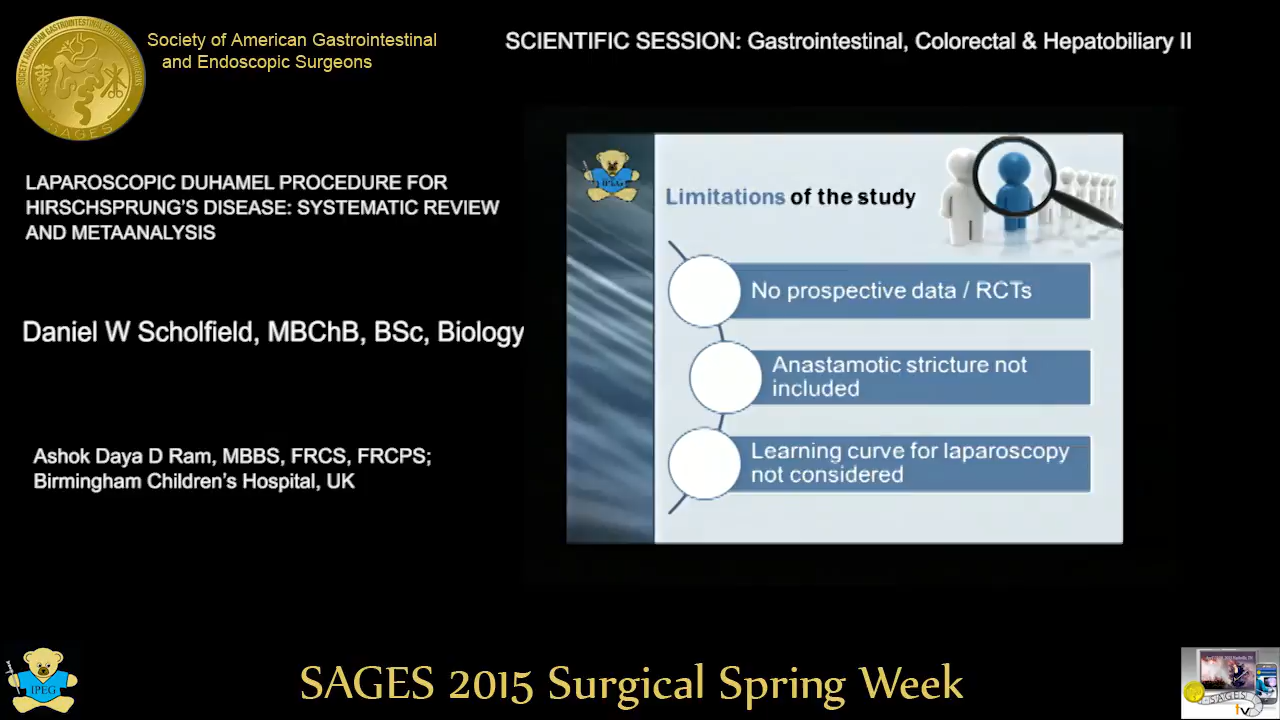 Society of American Gastrointestinal
and Endoscopic Surgeons
SCIENTIFIC SESSION: Gastrointestinal, Colorectal & Hepatobiliary II
SAGES
LAPAROSCOPIC DUHAMEL PROCEDURE FOR
HIRSCHSPRUNG'S DISEASE: SYSTEMATIC REVIEW
AND METAANALYSIS
Daniel W Scholfield, MBChB, BSc, Biology
Ashok Daya D Ram, MBBS, FRCS, FRCPS;
Birmingham Children's Hospital, UK
IPEG
Limitations of the study
No prospective data / RCTs
Anastamotic stricture not
included
Learning curve for laparoscopy
not considered
IPEG
SAGES 2015 Surgical Spring Week
SAGES
tv